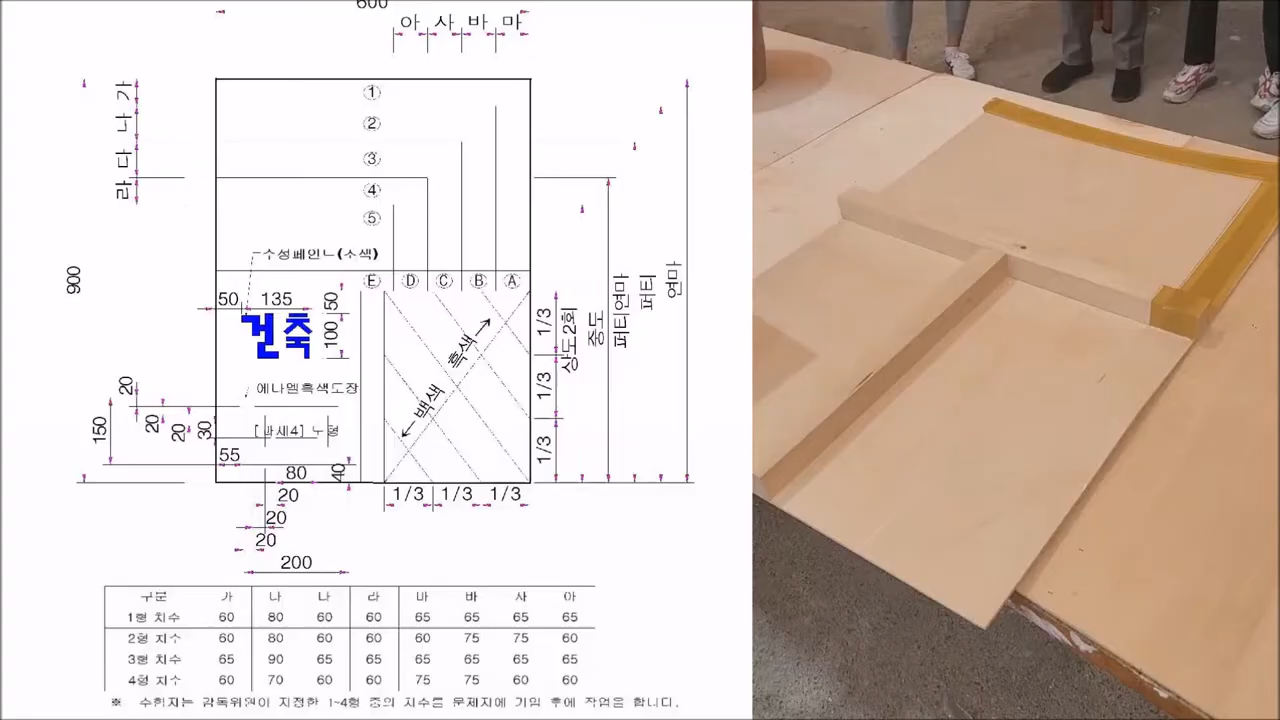 600
아 사 바 마
가
나
다
라
①
②
③
④
⑤
Ⓔ Ⓓ Ⓒ Ⓑ Ⓐ
900
50 135 50
건축
100
에나멜흑색도장
20
20
20
30
150
55
80
40
20
20
20
200
흑색
백색
1/3 1/3 1/3
1/3
1/3
1/3
상도2회
중도
퍼티연마
퍼티
연마
구분 가 나 다 라 마 바 사 아
1형 치수 60 80 60 60 65 65 65 65
2형 치수 60 80 60 60 60 75 75 60
3형 치수 65 90 65 65 65 65 65 65
4형 치수 60 70 60 60 75 75 60 60
※ 수험자는 감독위원이 지정한 1~4형 중의 치수를 문제지에 기입 후에 작업을 합니다.